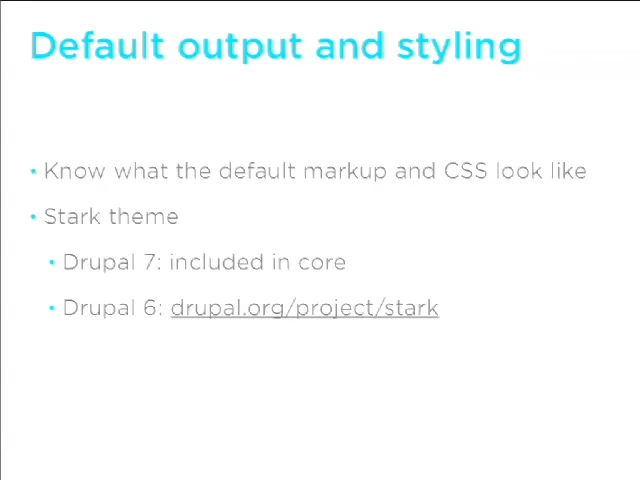 Default output and styling
• Know what the default markup and CSS look like
• Stark theme
• Drupal 7: included in core
• Drupal 6: drupal.org/project/stark